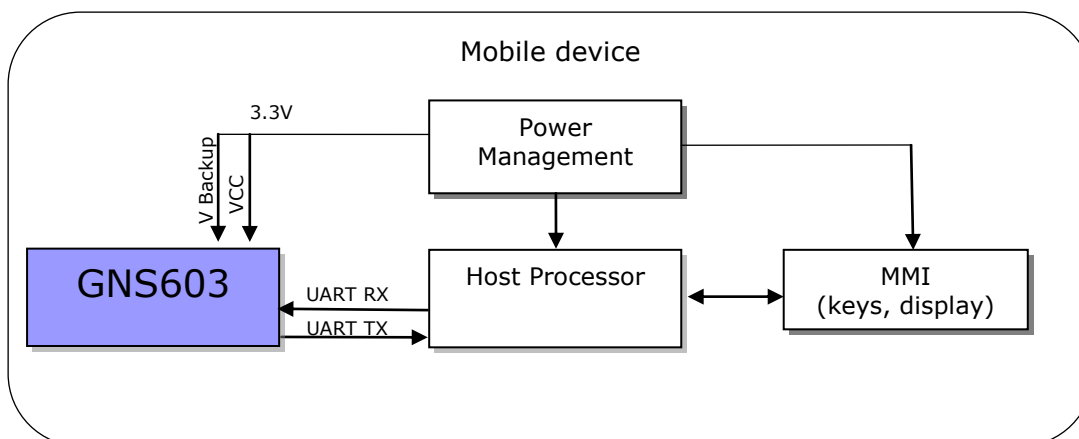 Mobile device
3.3V
Power
Management
V Backup
VCC
GNS603
Host Processor
MMI
(keys, display)
UART RX
UART TX